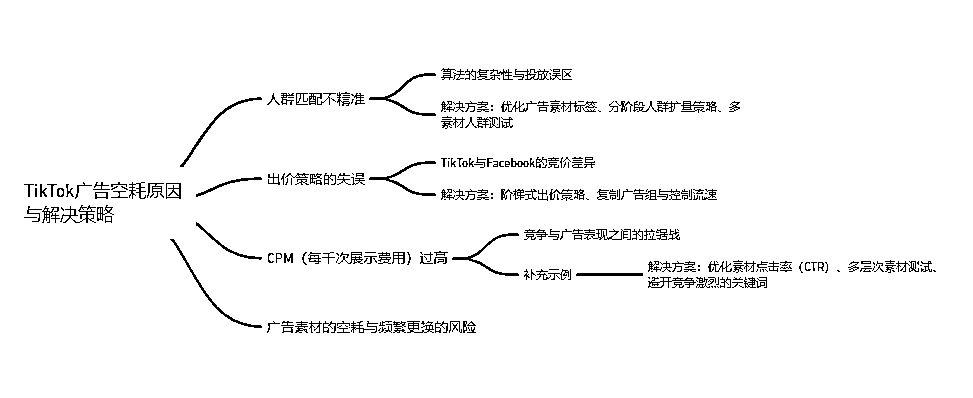 TikTok广告空耗原因
与解决策略
人群匹配不精准
算法的复杂性与投放误区
解决方案：优化广告素材标签、分阶段人群扩量策略、多
素材人群测试
出价策略的失误
TikTok与Facebook的竞价差异
解决方案：阶梯式出价策略、复制广告组与控制流速
CPM（每千次展示费用）过高
竞争与广告表现之间的拉锯战
补充示例
解决方案：优化素材点击率（CTR）、多层次素材测试、
避开竞争激烈的关键词
广告素材的空耗与频繁更换的风险